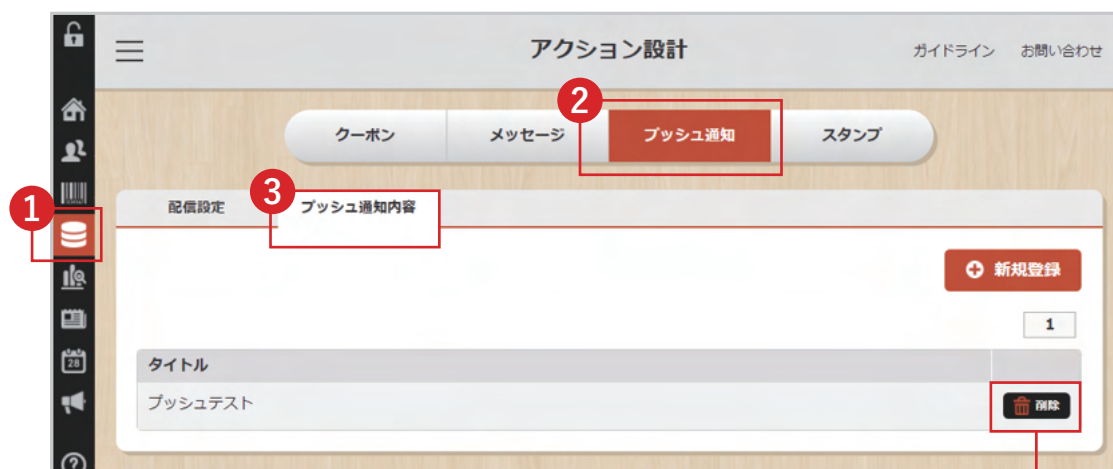 アクション設計
ガイドライン お問い合わせ
2
クーポン メッセージ プッシュ通知 スタンプ
1
3
配信設定 プッシュ通知内容
新規登録
1
28
タイトル
プッシュテスト
削除
?